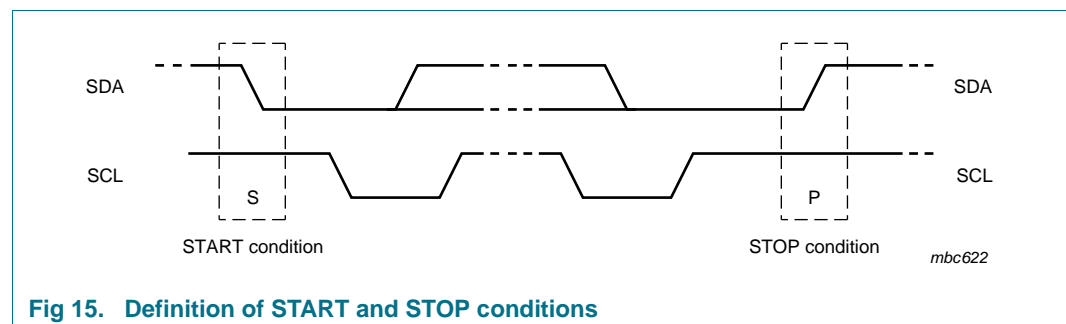 SDA
SDA
SCL
SCL
S
P
START condition
STOP condition
mbc622
Fig 15. Definition of START and STOP conditions